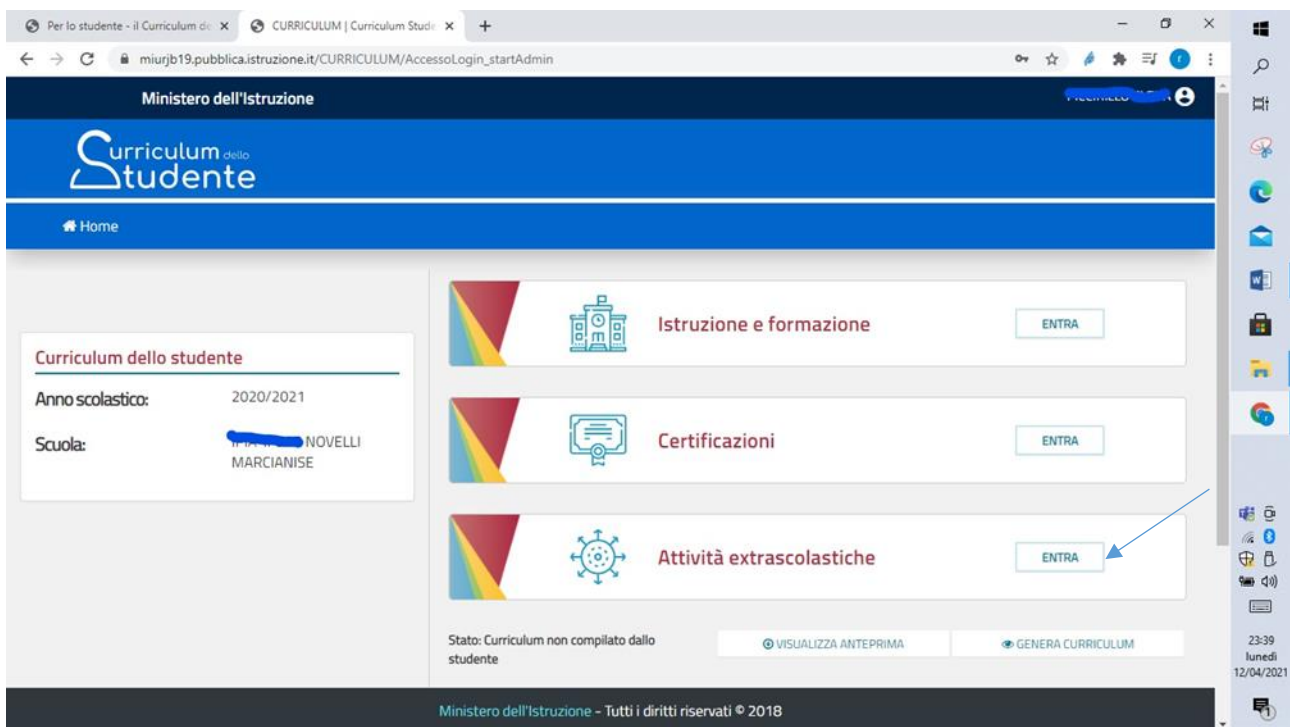 Per lo studente - il Curriculum de
CURRICULUM | Curriculum Stude
miurjb19.pubblica.istruzione.it/CURRICULUM/AccessoLogin_startAdmin
Ministero dell'Istruzione
Curriculum dello
Studente
Home
Curriculum dello studente
Anno scolastico: 2020/2021
Scuola: NOVELLI
MARCIANISE
Istruzione e formazione ENTRA
Certificazioni ENTRA
Attività extrascolastiche ENTRA
Stato: Curriculum non compilato dallo
studente
VISUALIZZA ANTEPRIMA
GENERA CURRICULUM
Ministero dell'Istruzione - Tutti i diritti riservati © 2018
23:39
lunedì
12/04/2021